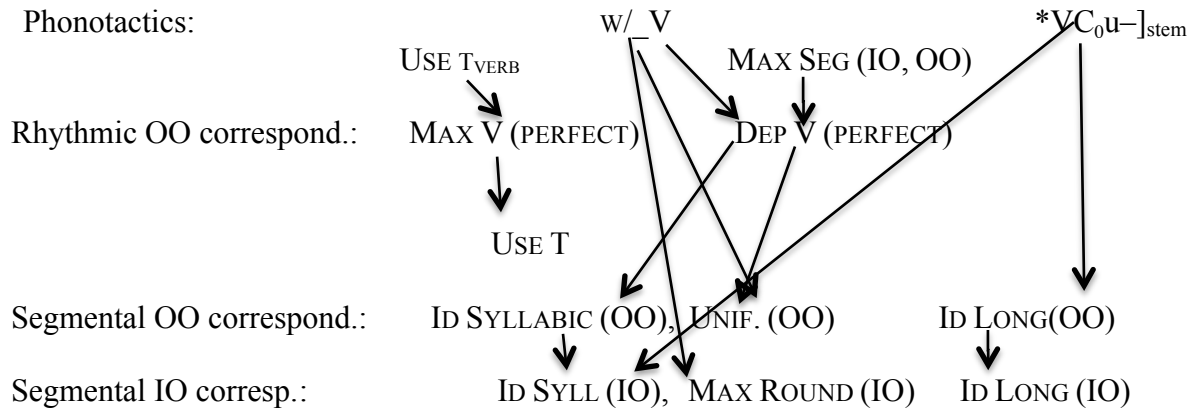 Phonotactics: W/_V *VC₀u–]stem
USE TVERB MAX SEG (IO, OO)
Rhythmic OO correspond.: MAX V (PERFECT) DEP V (PERFECT)
USE T
Segmental OO correspond.: ID SYLLABIC (OO), UNIF. (OO) ID LONG(OO)
Segmental IO corresp.: ID SYLL (IO), MAX ROUND (IO) ID LONG (IO)